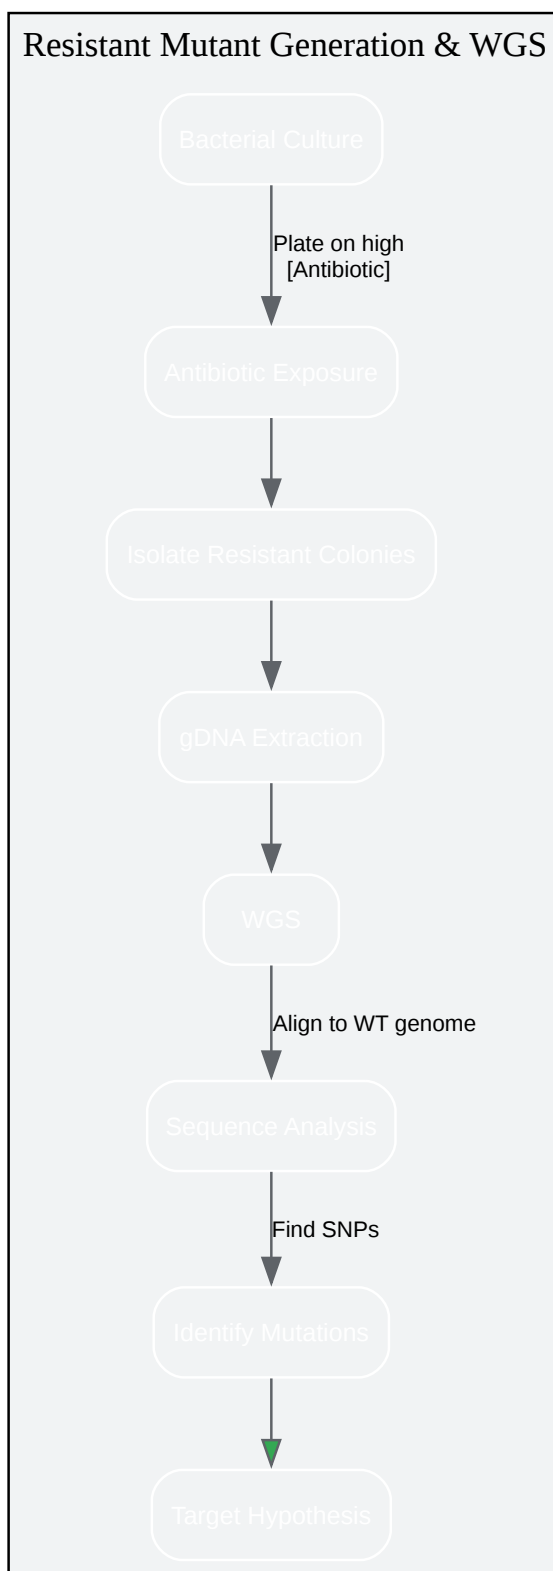 Resistant Mutant Generation & WGS
Bacterial Culture
Plate on high
[Antibiotic]
Antibiotic Exposure
Isolate Resistant Colonies
gDNA Extraction
WGS
Align to WT genome
Sequence Analysis
Find SNPs
Identify Mutations
Target Hypothesis